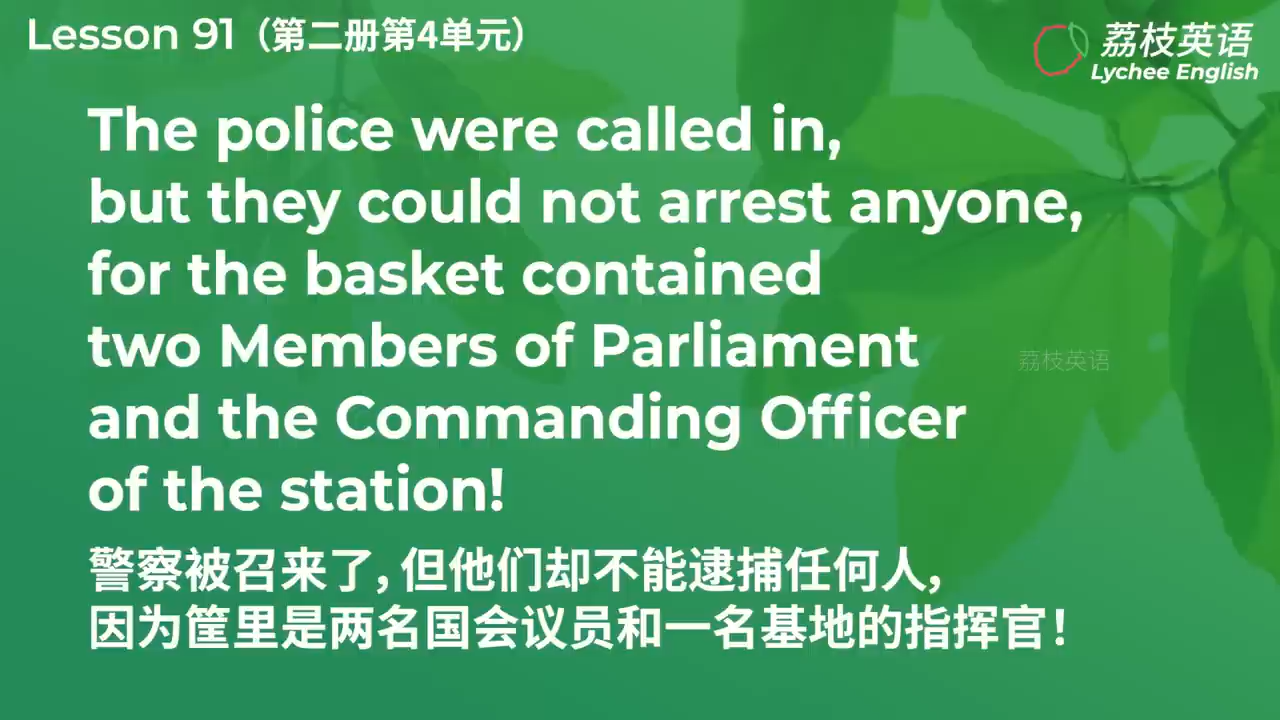 Lesson 91（第二册第4单元）
荔枝英语
Lychee English
The police were called in,
but they could not arrest anyone,
for the basket contained
two Members of Parliament
荔枝英语
and the Commanding Officer
of the station!
警察被召来了, 但他们却不能逮捕任何人,
因为筐里是两名国会议员和一名基地的指挥官!